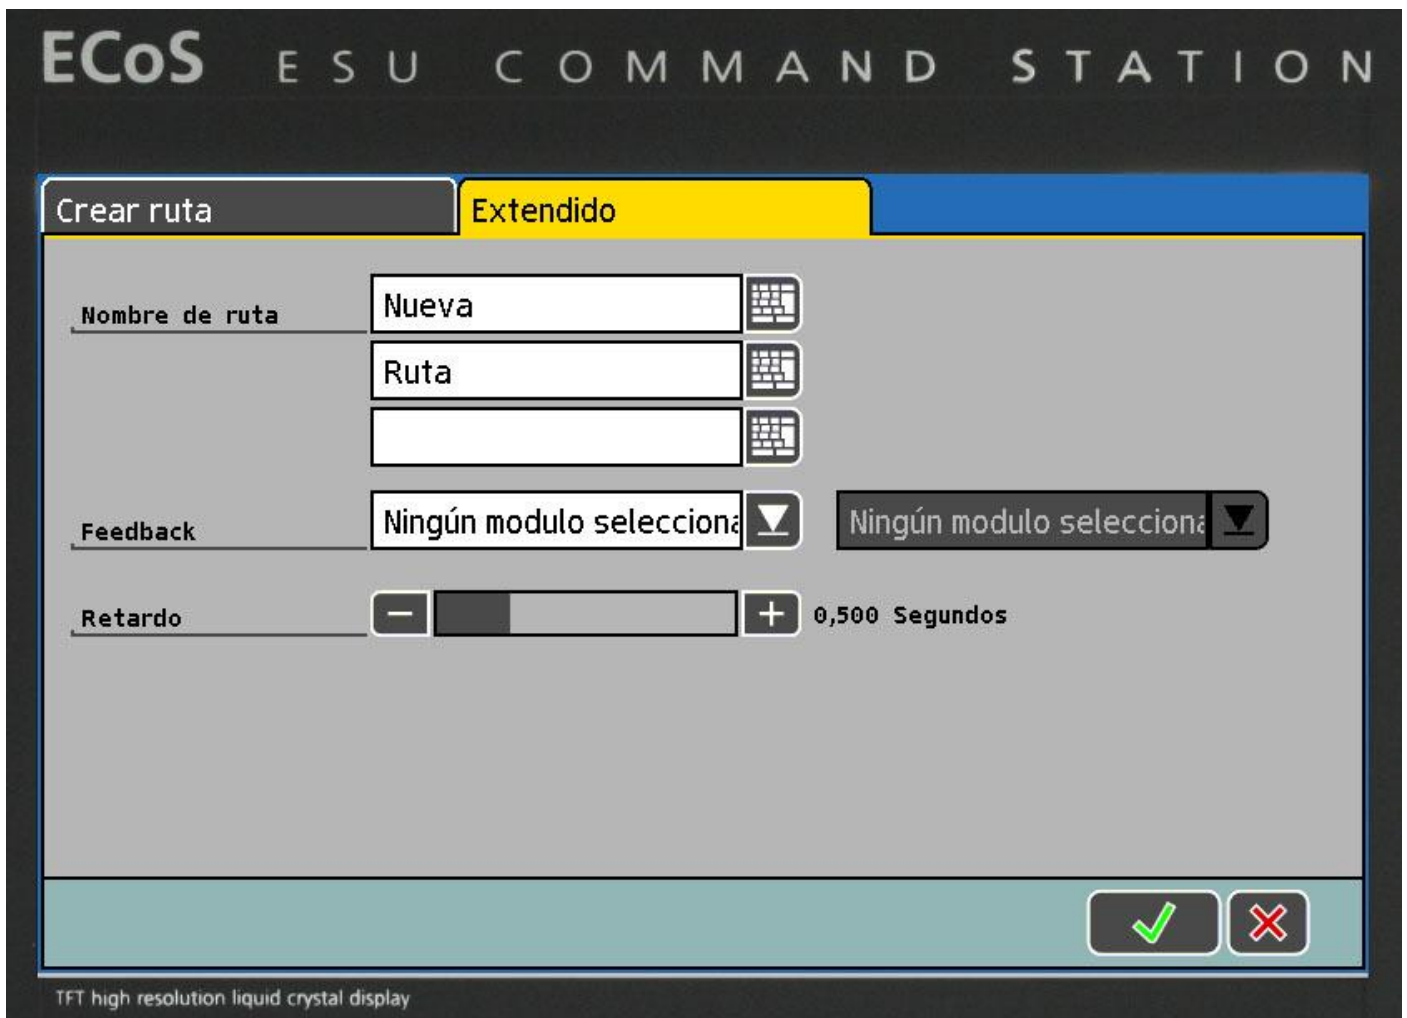 ECoS ESU COMMAND STATION
Crear ruta Extendido
Nombre de ruta Nueva
Ruta
Feedback Ningún modulo selecciona Ningún modulo selecciona
Retardo 0,500 Segundos
TFT high resolution liquid crystal display